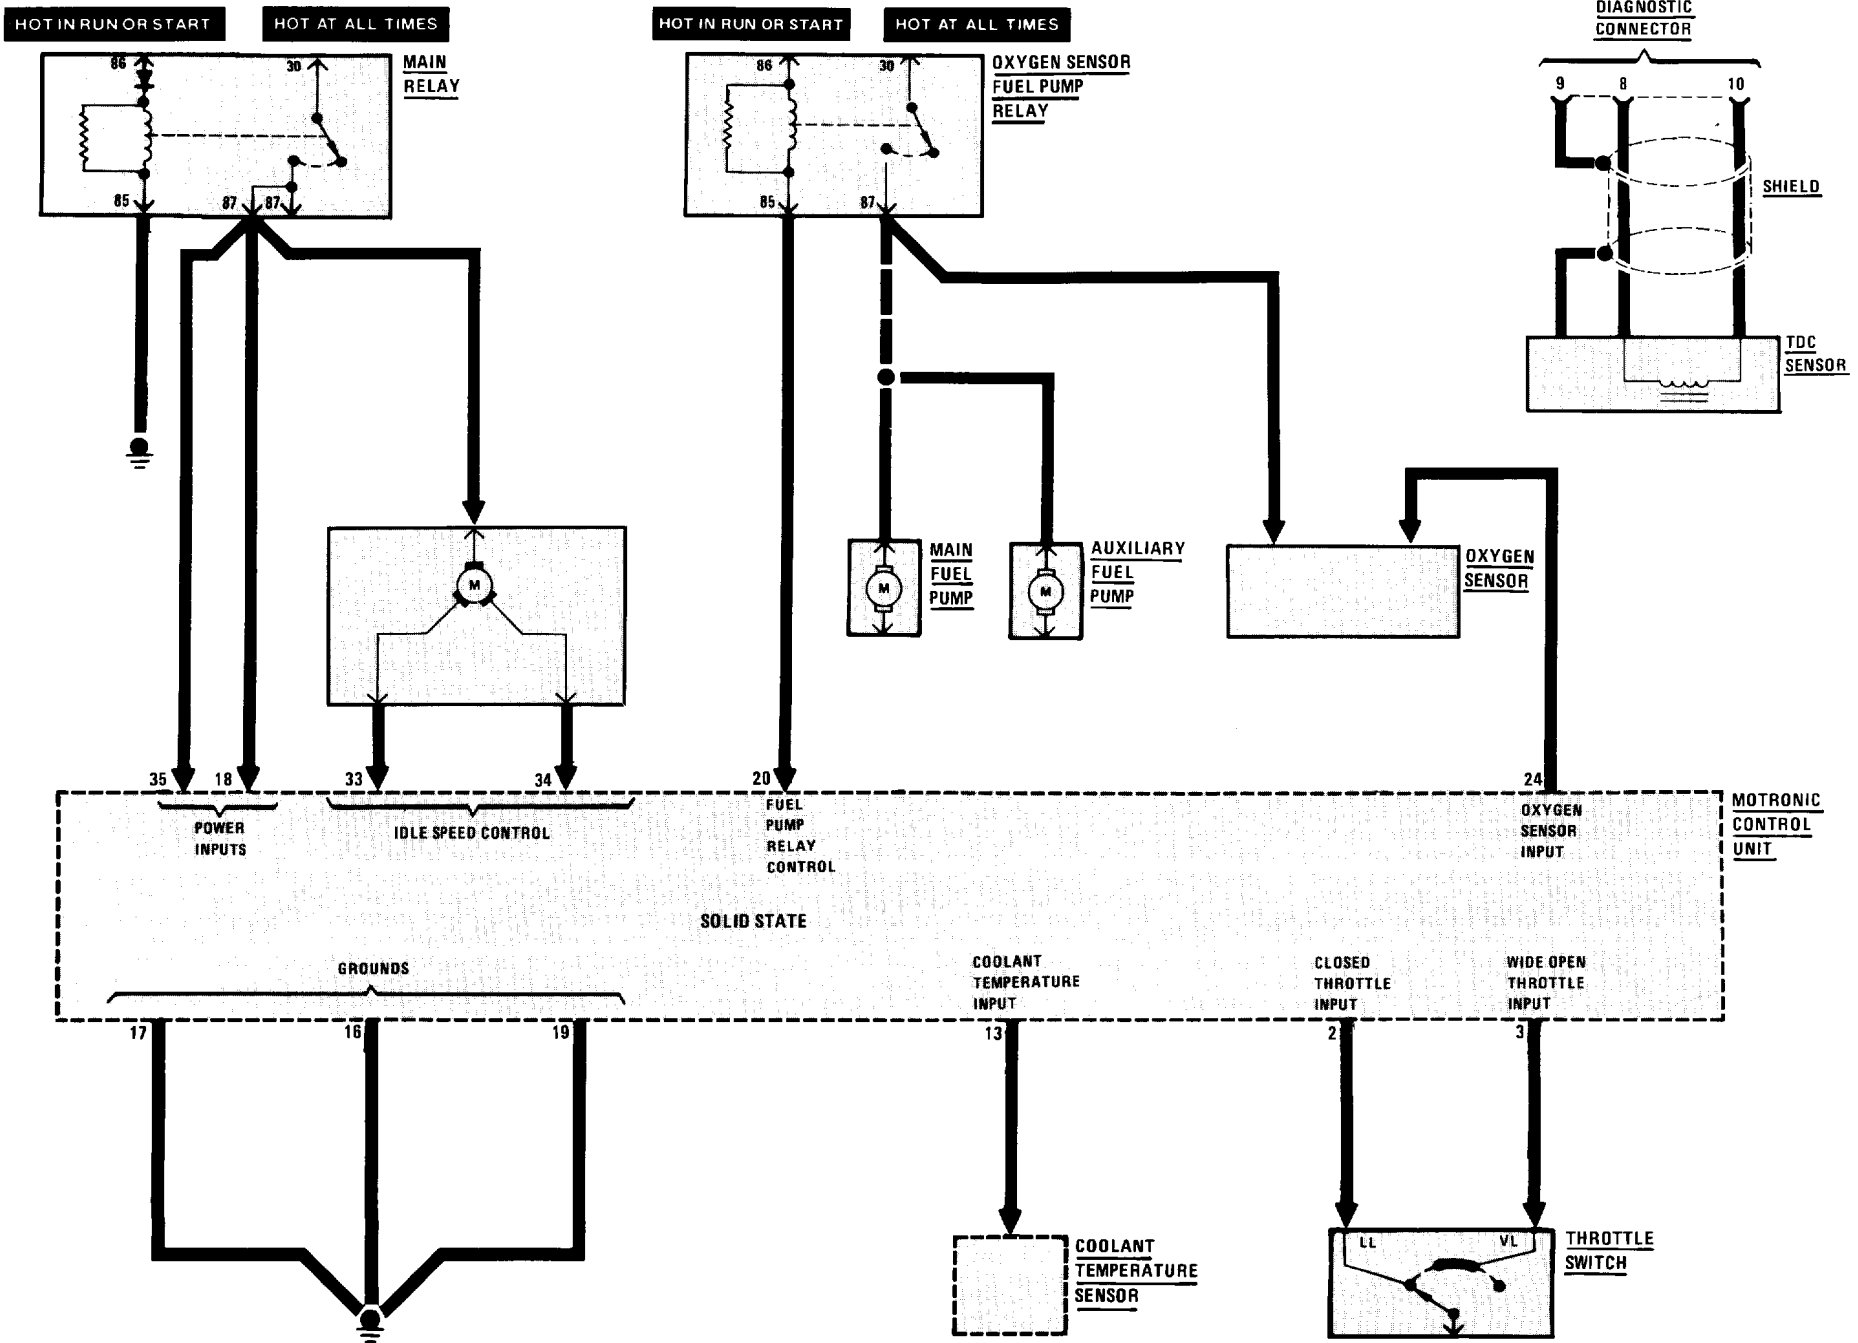 HOT IN RUN OR START
HOT AT ALL TIMES
HOT IN RUN OR START
HOT AT ALL TIMES
DIAGNOSTIC
CONNECTOR
86
30
MAIN
RELAY
86
30
OXYGEN SENSOR
FUEL PUMP
RELAY
9
8
10
85
87
87
85
87
SHIELD
TDC
SENSOR
M
MAIN
FUEL
PUMP
M
AUXILIARY
FUEL
PUMP
M
OXYGEN
SENSOR
35
18
33
34
20
24
POWER
INPUTS
IDLE SPEED CONTROL
FUEL
PUMP
RELAY
CONTROL
OXYGEN
SENSOR
INPUT
MOTRONIC
CONTROL
UNIT
SOLID STATE
GROUNDS
COOLANT
TEMPERATURE
INPUT
CLOSED
THROTTLE
INPUT
WIDE OPEN
THROTTLE
INPUT
17
16
19
13
2
3
COOLANT
TEMPERATURE
SENSOR
LL
VL
THROTTLE
SWITCH